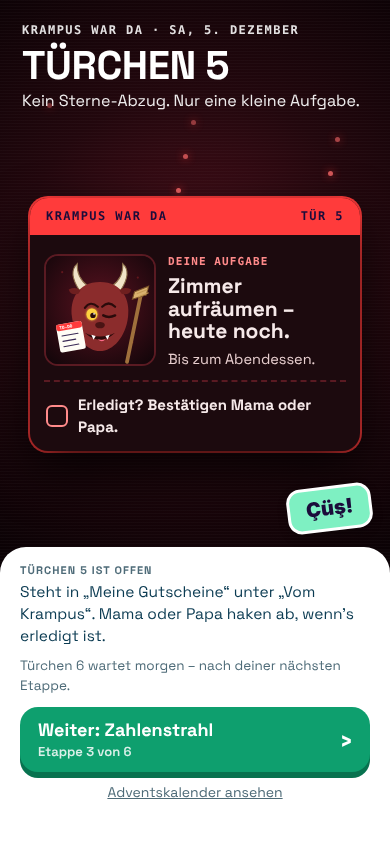 KRAMPUS WAR DA · SA, 5. DEZEMBER
TÜRCHEN 5
Kein Sterne-Abzug. Nur eine kleine Aufgabe.
KRAMPUS WAR DA TÜR 5
DEINE AUFGABE
Zimmer
aufräumen –
heute noch.
Bis zum Abendessen.
Erledigt? Bestätigen Mama oder
Papa.
Çüş!
TÜRCHEN 5 IST OFFEN
Steht in „Meine Gutscheine“ unter „Vom
Krampus“. Mama oder Papa haken ab, wenn’s
erledigt ist.
Türchen 6 wartet morgen – nach deiner nächsten
Etappe.
Weiter: Zahlenstrahl
Etappe 3 von 6
>
Adventskalender ansehen